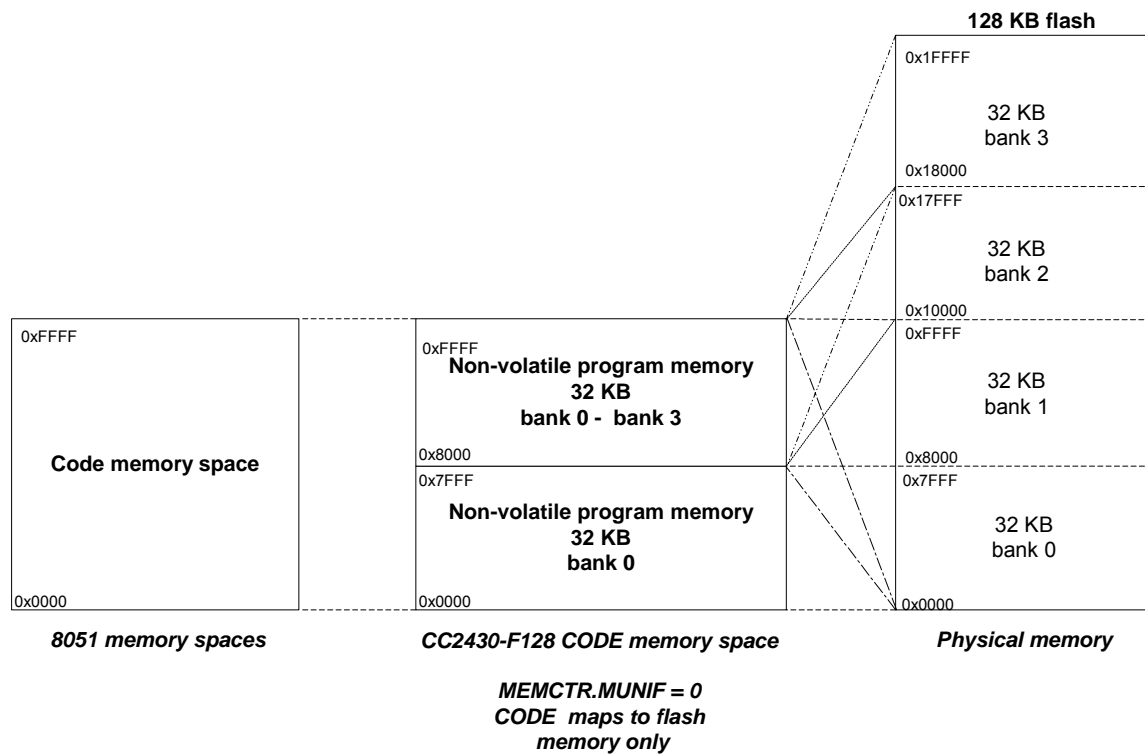 128 KB flash
0x1FFFF
32 KB
bank 3
0x18000
0x17FFF
32 KB
bank 2
0x10000
0xFFFF
32 KB
bank 1
0x8000
0x7FFF
32 KB
bank 0
0x0000
0xFFFF
Code memory space
0x0000
0xFFFF
Non-volatile program memory
32 KB
bank 0 - bank 3
0x8000
0x7FFF
Non-volatile program memory
32 KB
bank 0
0x0000
8051 memory spaces
CC2430-F128 CODE memory space
Physical memory
MEMCTR.MUNIF = 0
CODE maps to flash
memory only